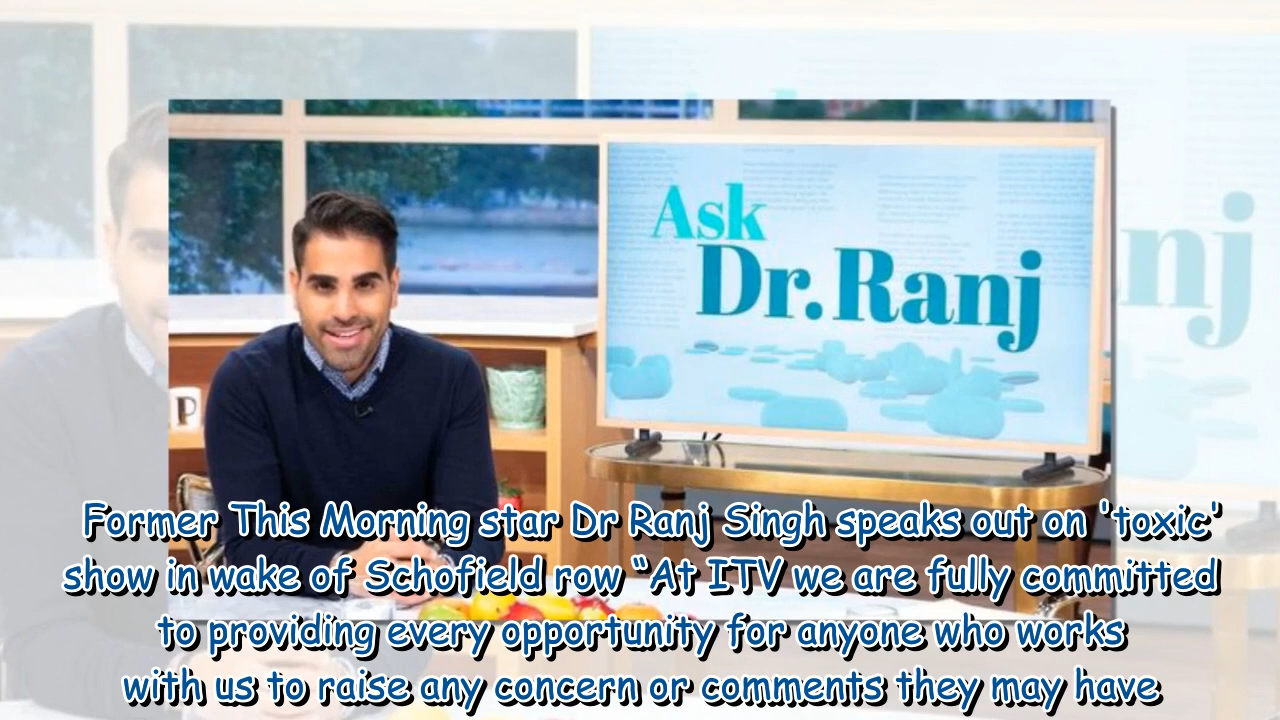 Ask
Dr. Ranj
nj
P
Former This Morning star Dr Ranj Singh speaks out on 'toxic'
show in wake of Schofield row “At ITV we are fully committed
to providing every opportunity for anyone who works
with us to raise any concern or comments they may have